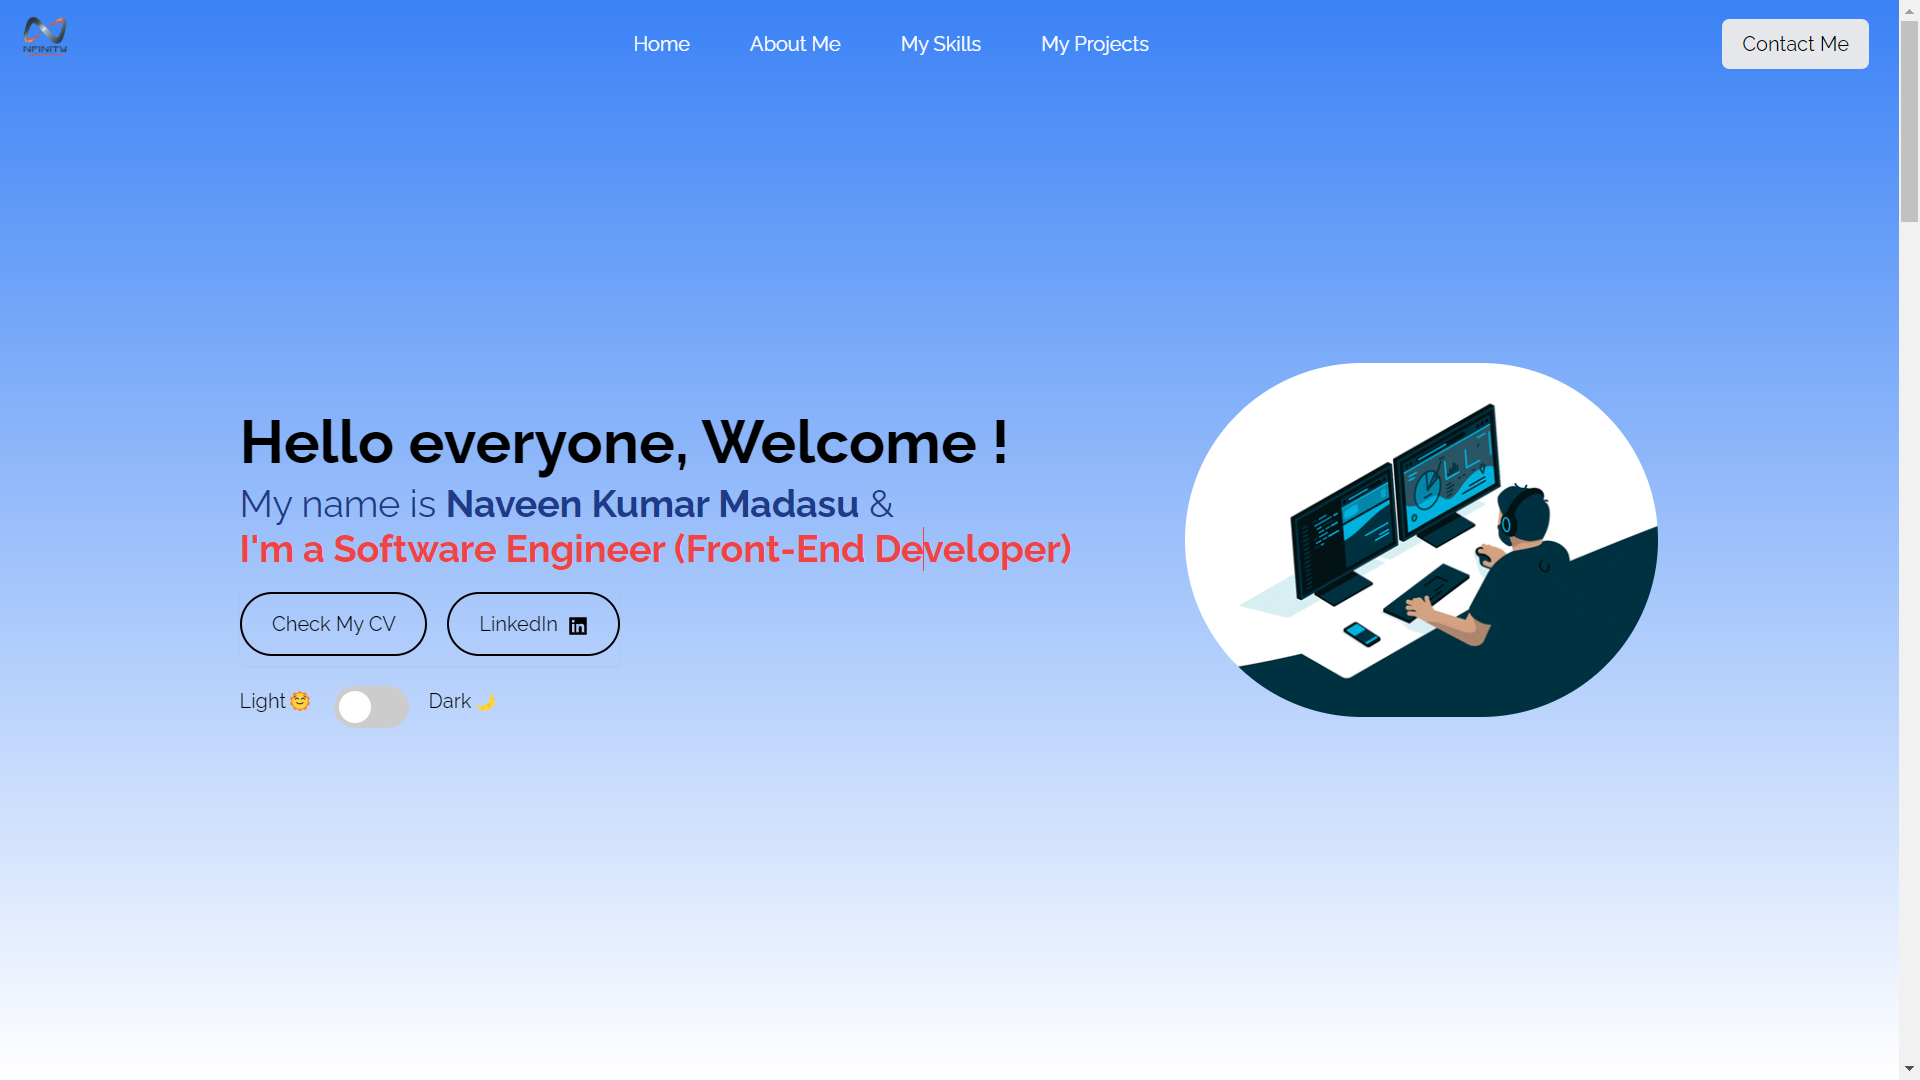 NFINITY
Home
About Me
My Skills
My Projects
Contact Me
Hello everyone, Welcome !
My name is Naveen Kumar Madasu &
I'm a Software Engineer (Front-End Developer)
Check My CV
LinkedIn in
Light 🌞
Dark 🌙